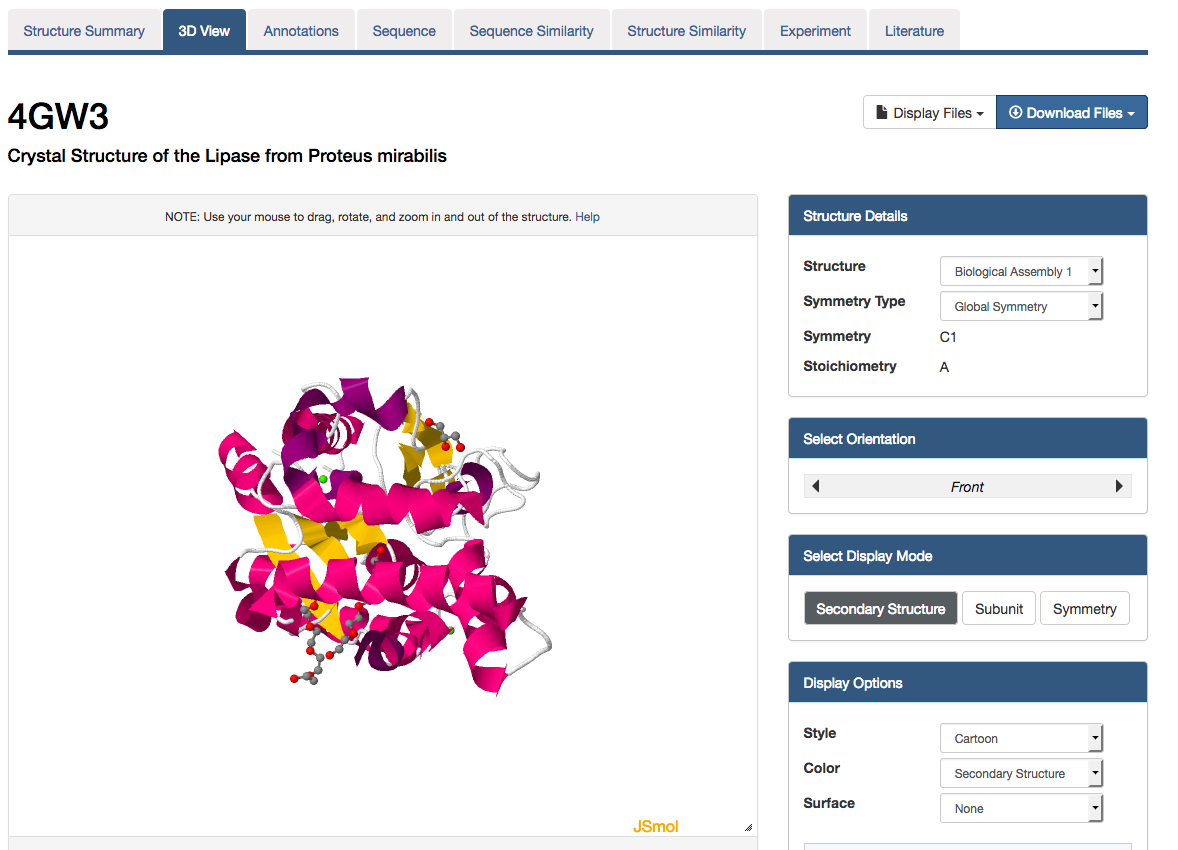 Structure Summary 3D View Annotations Sequence Sequence Similarity Structure Similarity Experiment Literature
4GW3
Display Files Download Files
Crystal Structure of the Lipase from Proteus mirabilis
NOTE: Use your mouse to drag, rotate, and zoom in and out of the structure. Help
Structure Details
Structure Biological Assembly 1
Symmetry Type Global Symmetry
Symmetry C1
Stoichiometry A
Select Orientation
Front
Select Display Mode
Secondary Structure Subunit Symmetry
Display Options
Style Cartoon
Color Secondary Structure
Surface None
JSmol